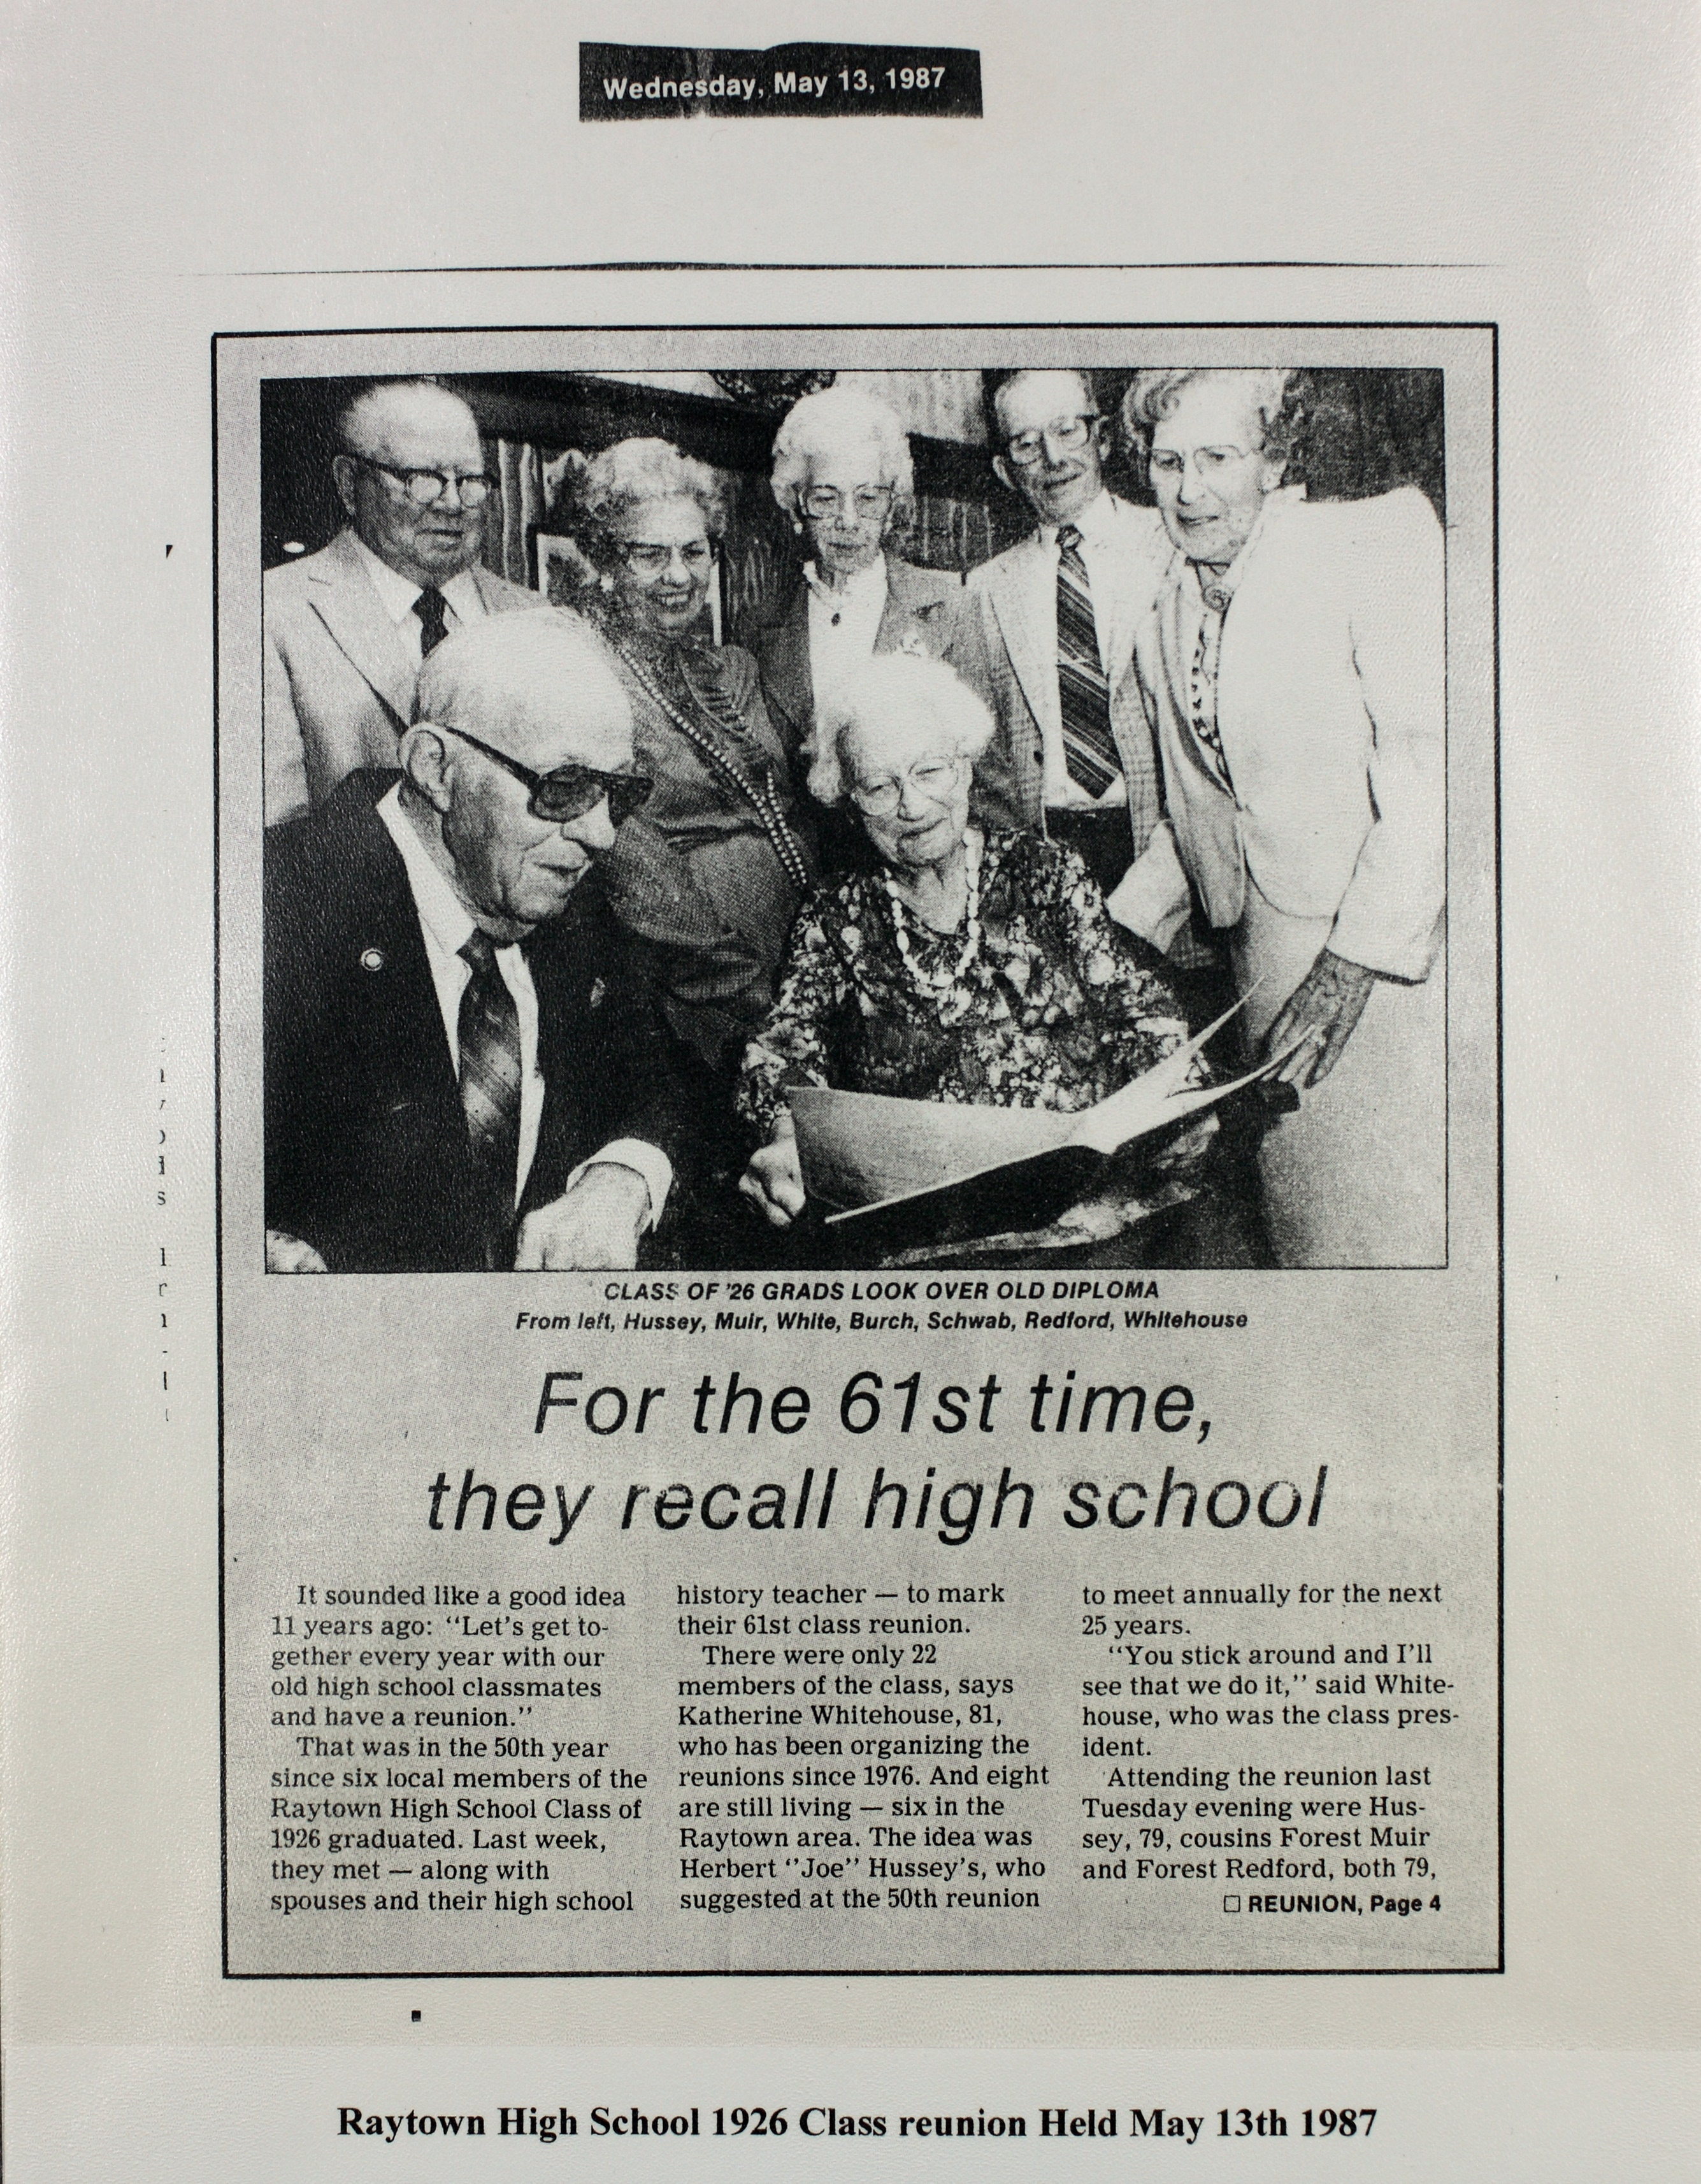 Wednesday, May 13, 1987
CLASS OF '26 GRADS LOOK OVER OLD DIPLOMA
From left, Hussey, Muir, White, Burch, Schwab, Redford, Whitehouse
For the 61st time,
they recall high school
It sounded like a good idea
11 years ago: "Let's get to-
gether every year with our
old high school classmates
and have a reunion."
That was in the 50th year
since six local members of the
Raytown High School Class of
1926 graduated. Last week,
they met — along with
spouses and their high school
history teacher — to mark
their 61st class reunion.
There were only 22
members of the class, says
Katherine Whitehouse, 81,
who has been organizing the
reunions since 1976. And eight
are still living — six in the
Raytown area. The idea was
Herbert "Joe" Hussey's, who
suggested at the 50th reunion
to meet annually for the next
25 years.
"You stick around and I'll
see that we do it," said White-
house, who was the class pres-
ident.
Attending the reunion last
Tuesday evening were Hus-
sey, 79, cousins Forest Muir
and Forest Redford, both 79,
□ REUNION, Page 4
Raytown High School 1926 Class reunion Held May 13th 1987